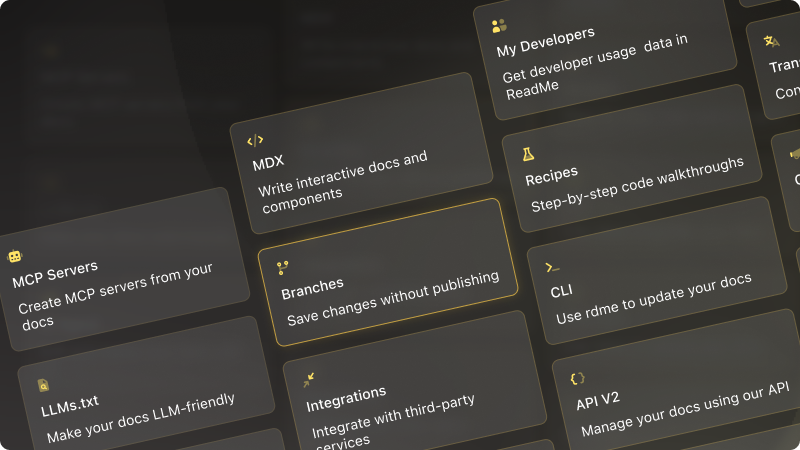 My Developers
Get developer usage data in
ReadMe
MDX
Write interactive docs and
components
Recipes
Step-by-step code walkthroughs
MCP Servers
Create MCP servers from your
docs
Branches
Save changes without publishing
CLI
Use rdme to update your docs
LLMs.txt
Make your docs LLM-friendly
Integrations
Integrate with third-party
services
API V2
Manage your docs using our API